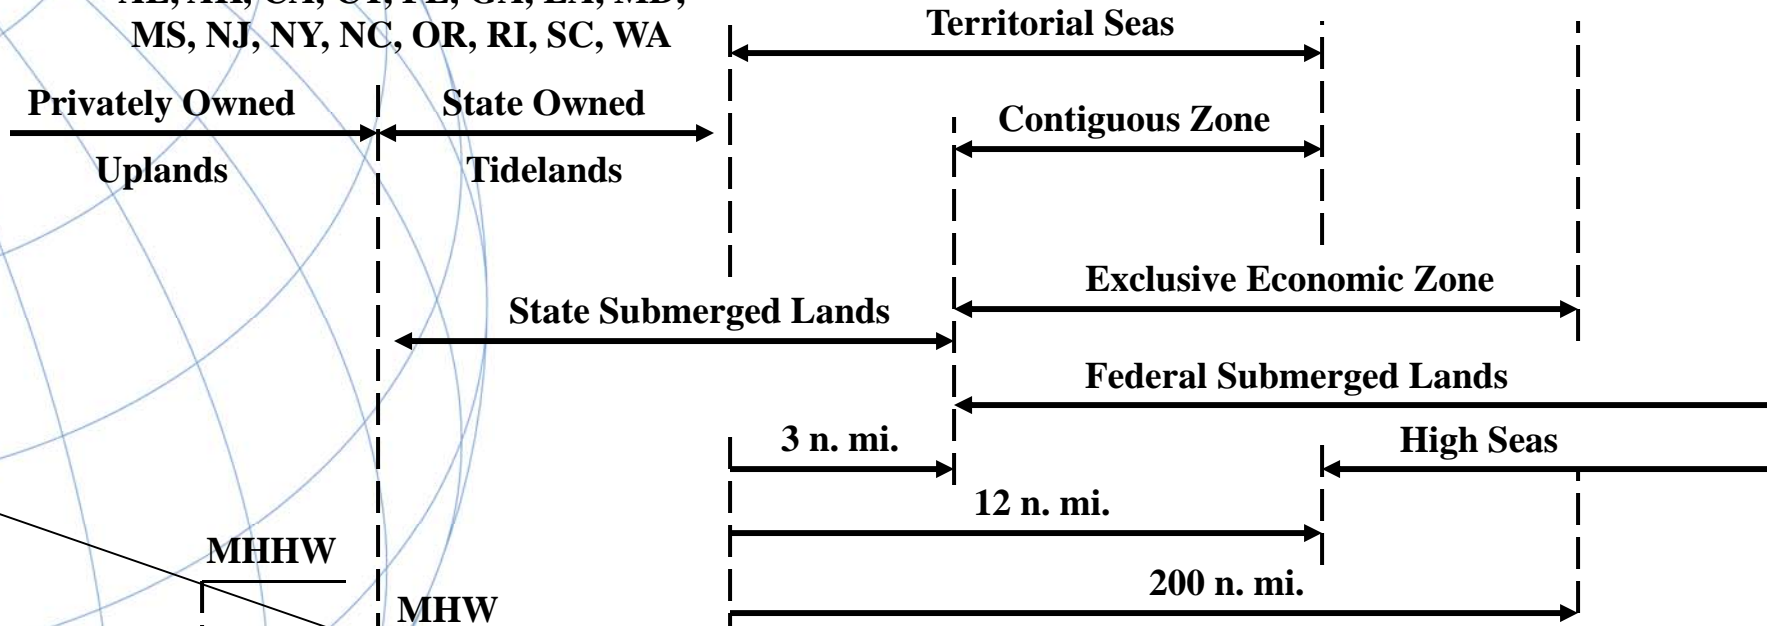 MS, NJ, NY, NC, OR, RI, SC, WA
Territorial Seas
Privately Owned
State Owned
Contiguous Zone
Uplands
Tidelands
Exclusive Economic Zone
State Submerged Lands
Federal Submerged Lands
3 n. mi.
High Seas
12 n. mi.
MHHW
200 n. mi.
MHW